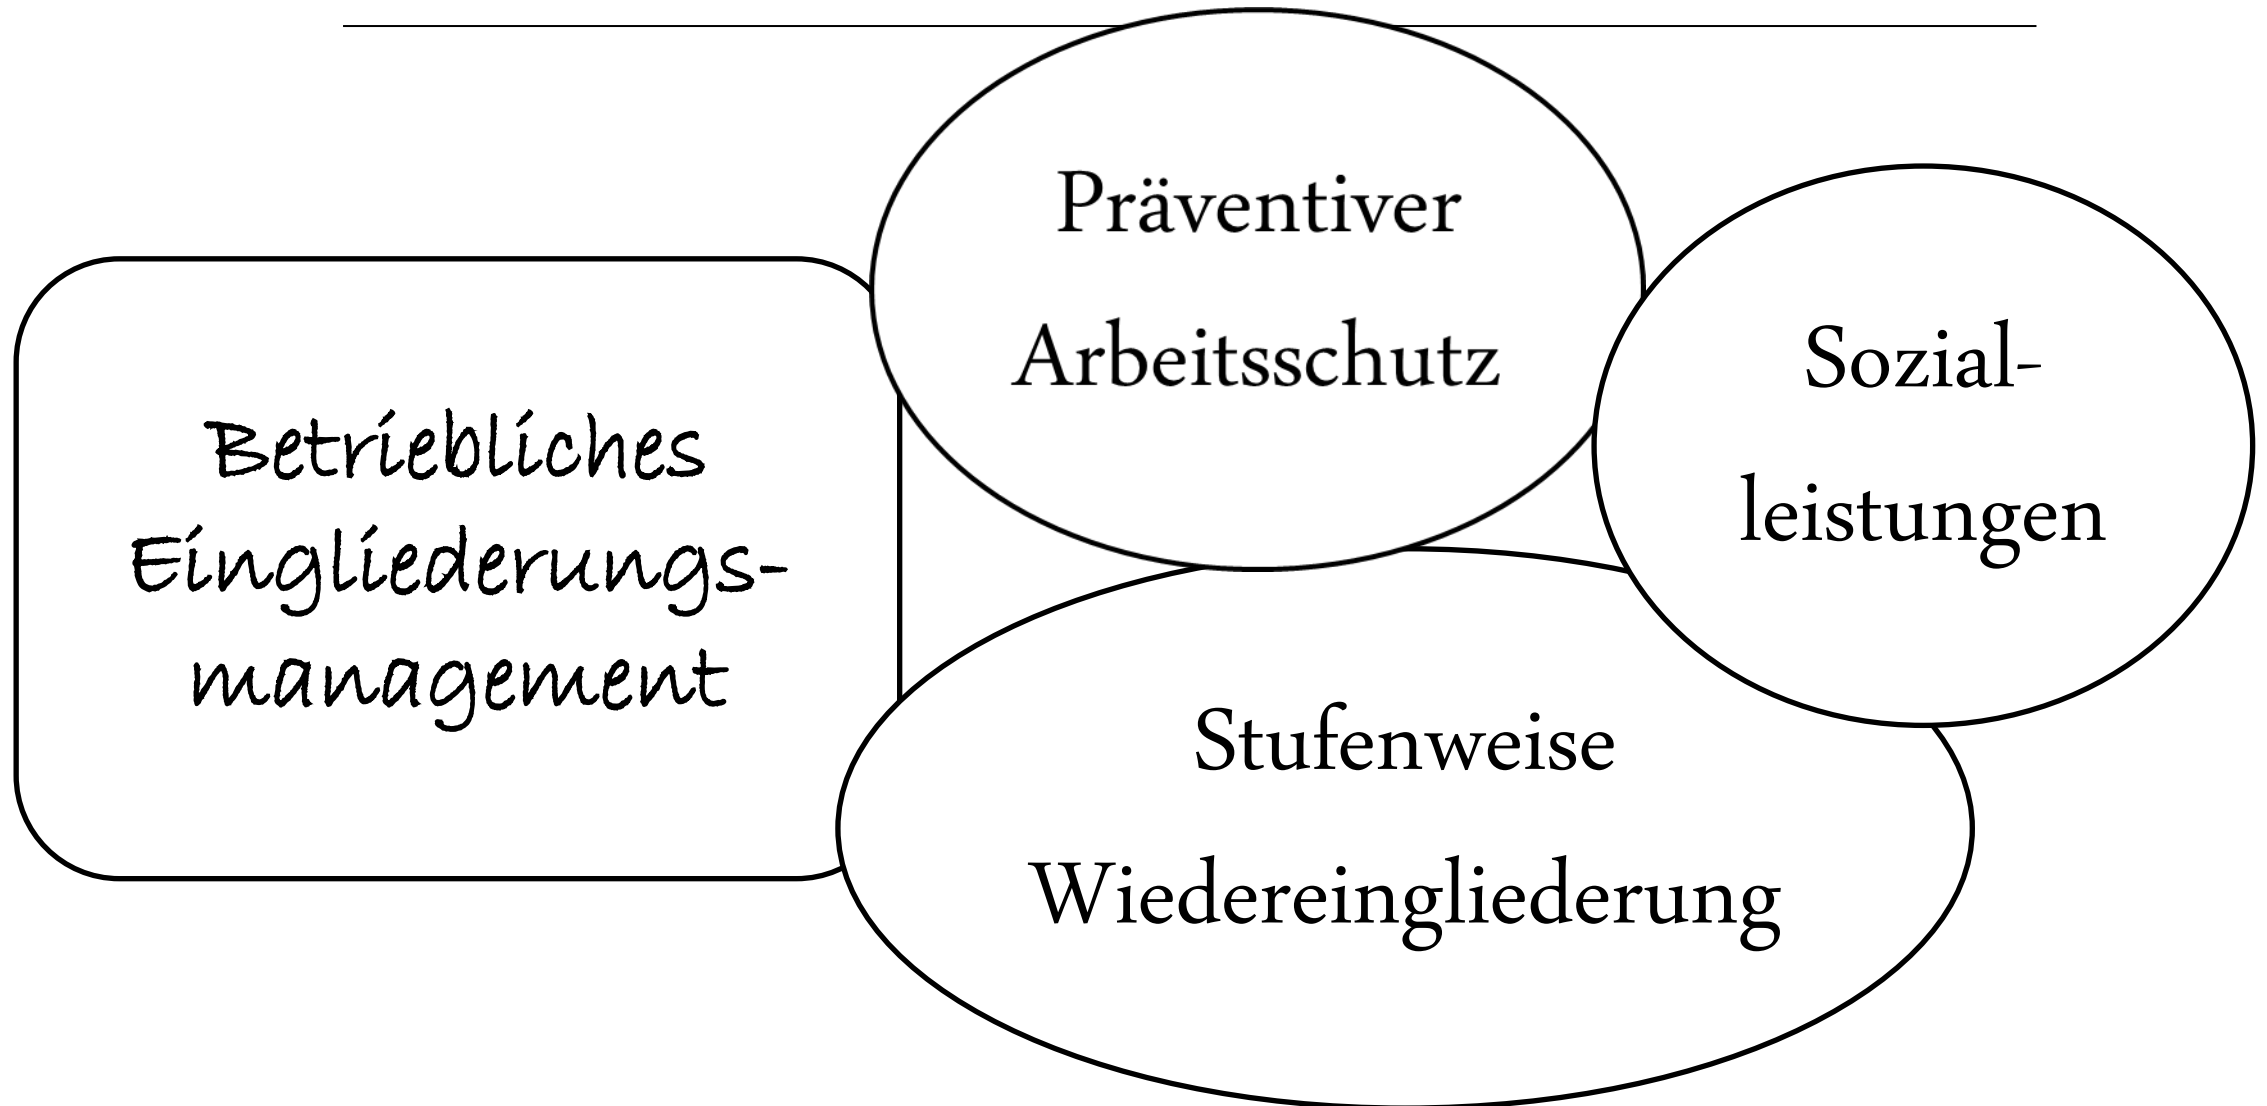 Betriebliches
Eingliederungs-
management
Präventiver
Arbeitsschutz
Sozial-
leistungen
Stufenweise
Wiedereingliederung